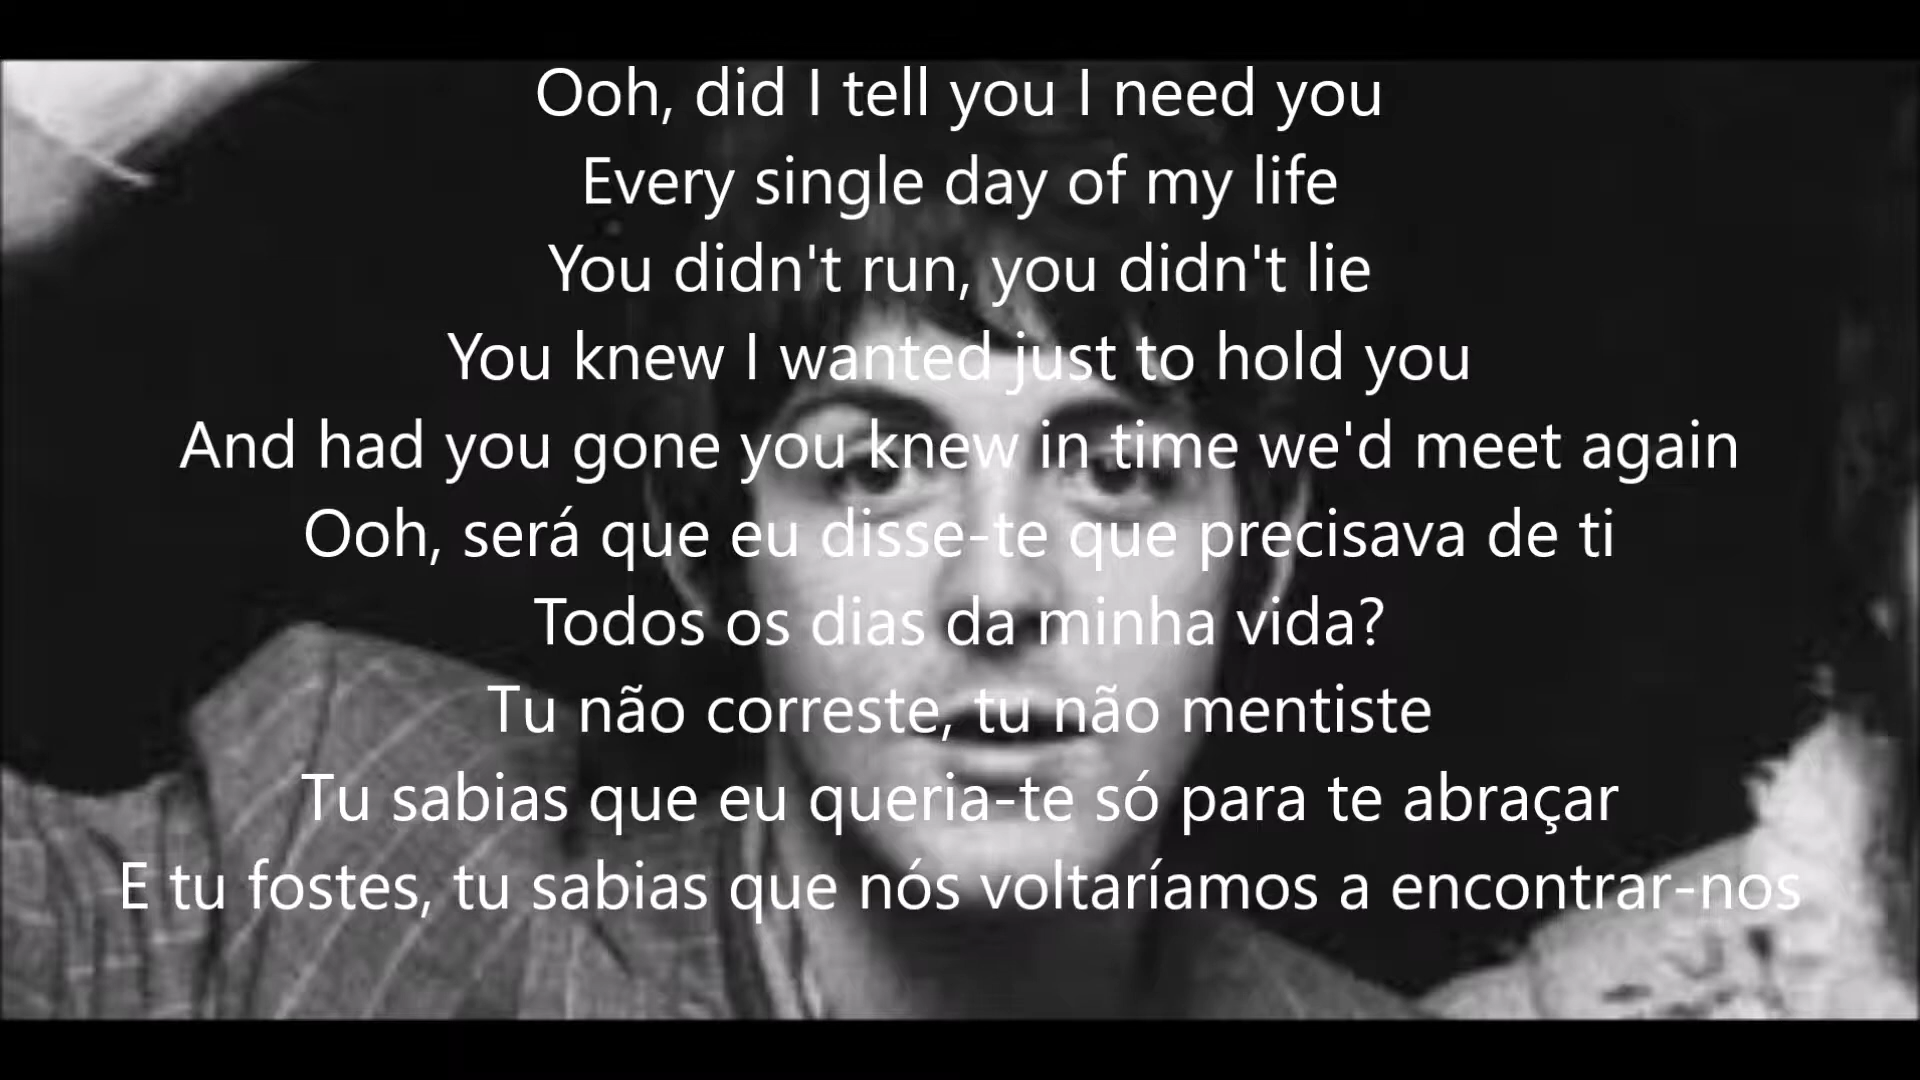 Ooh, did I tell you I need you
Every single day of my life
You didn't run, you didn't lie
You knew I wanted just to hold you
And had you gone you knew in time we'd meet again
Ooh, será que eu disse-te que precisava de ti
Todos os dias da minha vida?
Tu não correste, tu não mentiste
Tu sabias que eu queria-te só para te abraçar
E tu fostes, tu sabias que nós voltaríamos a encontrar-nos